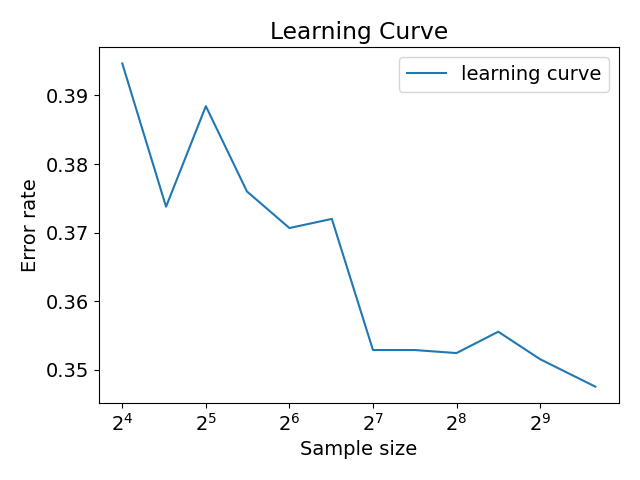 Learning Curve
learning curve
Error rate
0.39
0.38
0.37
0.36
0.35
2⁴ 2⁵ 2⁶ 2⁷ 2⁸ 2⁹
Sample size